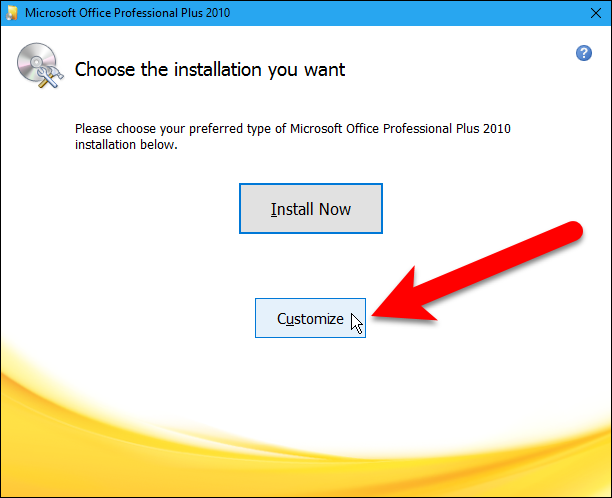 Microsoft Office Professional Plus 2010
?
Choose the installation you want
Please choose your preferred type of Microsoft Office Professional Plus 2010
installation below.
Install Now
Customize